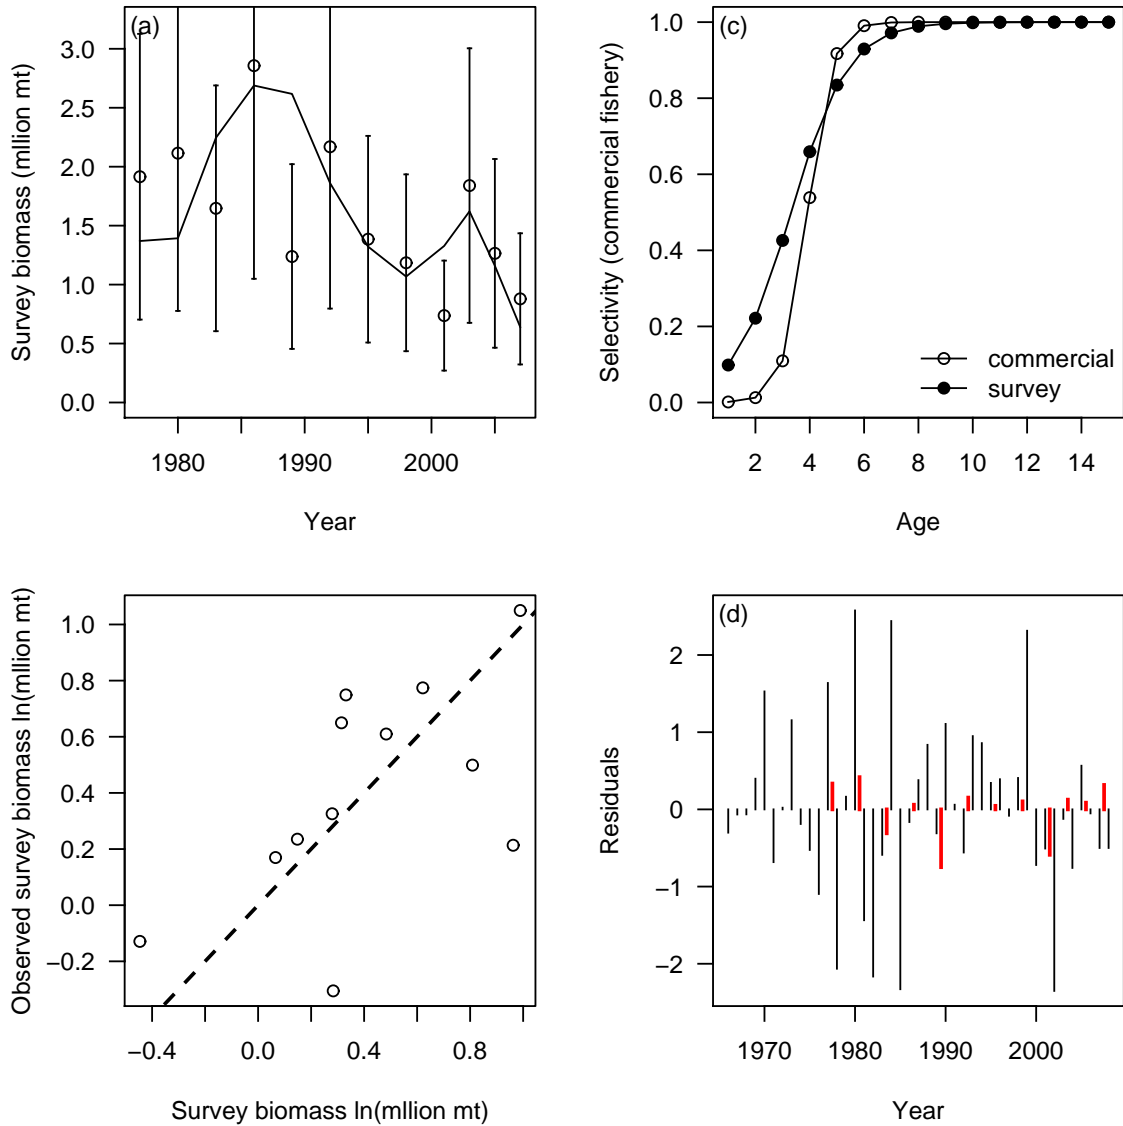 (a)
Survey biomass (mllion mt)
3.0
2.5
2.0
1.5
1.0
0.5
0.0
1980 1990 2000
Year
(c)
Selectivity (commercial fishery)
1.0
0.8
0.6
0.4
0.2
0.0
commercial
survey
2 4 6 8 10 12 14
Age
Observed survey biomass ln(mllion mt)
1.0
0.8
0.6
0.4
0.2
0.0
−0.2
−0.4 0.0 0.4 0.8
Survey biomass ln(mllion mt)
(d)
Residuals
2
1
0
−1
−2
1970 1980 1990 2000
Year